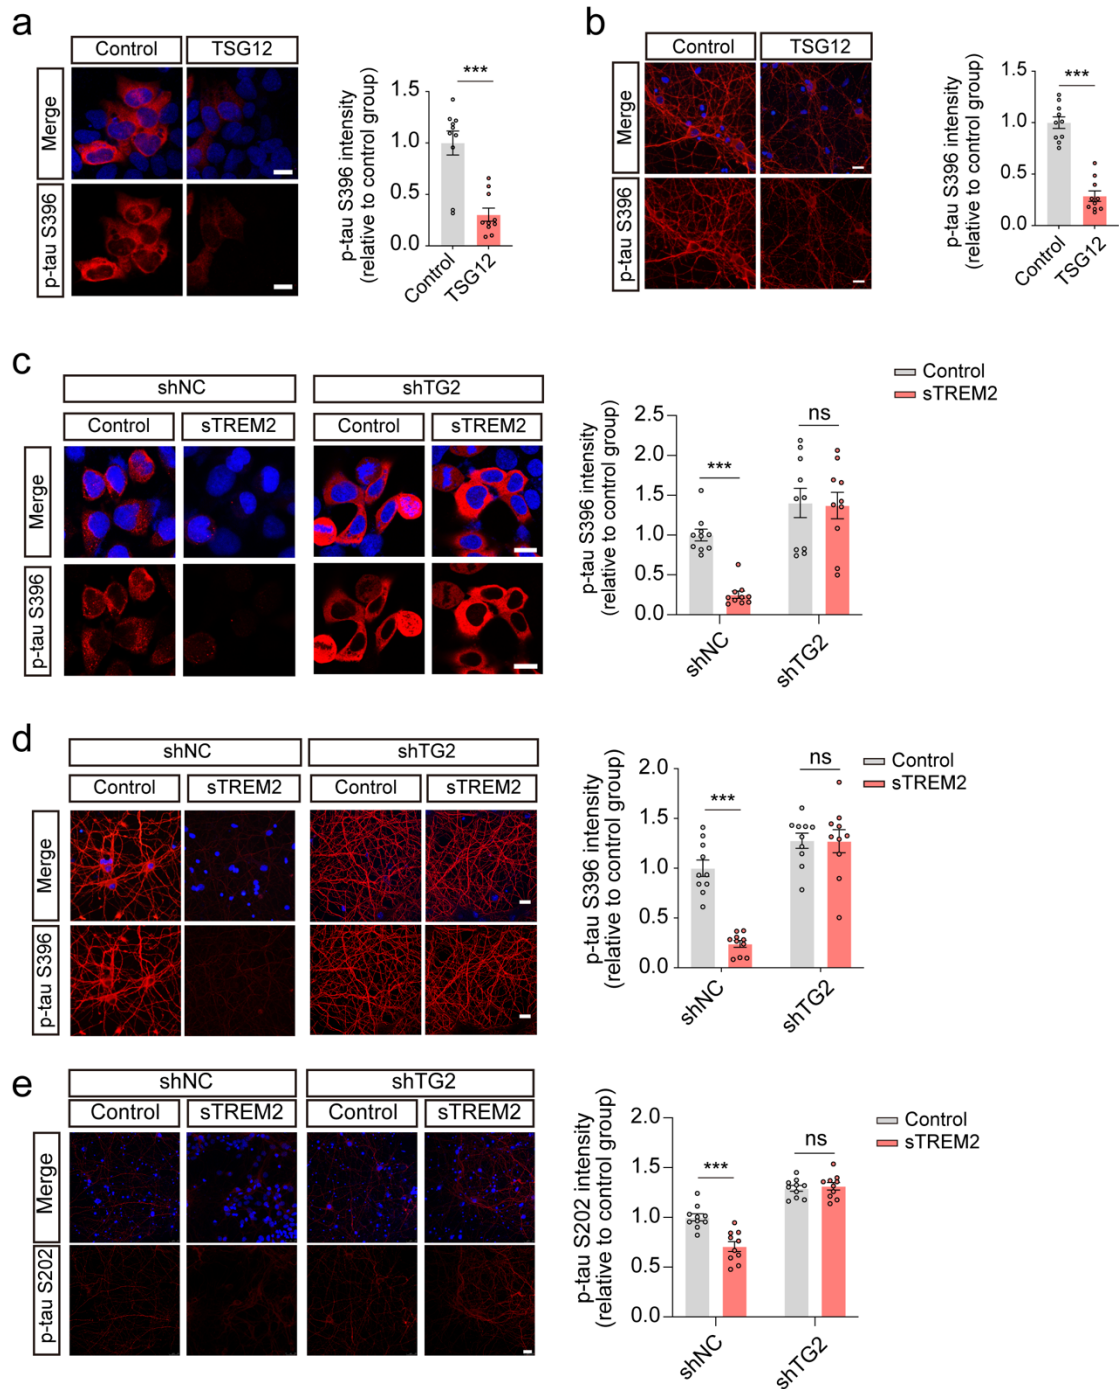 a
Control
TSG12
Merge
p-tau S396
p-tau S396 intensity
(relative to control group)
1.5
1.0
0.5
0.0
***
Control
TSG12
b
Control
TSG12
Merge
p-tau S396
p-tau S396 intensity
(relative to control group)
1.5
1.0
0.5
0.0
***
Control
TSG12
c
shNC
shTG2
Control
sTREM2
Control
sTREM2
Merge
p-tau S396
p-tau S396 intensity
(relative to control group)
2.5
2.0
1.5
1.0
0.5
0.0
***
ns
shNC
shTG2
Control
sTREM2
d
shNC
shTG2
Control
sTREM2
Control
sTREM2
Merge
p-tau S396
p-tau S396 intensity
(relative to control group)
2.0
1.5
1.0
0.5
0.0
***
ns
shNC
shTG2
Control
sTREM2
e
shNC
shTG2
Control
sTREM2
Control
sTREM2
Merge
p-tau S202
p-tau S202 intensity
(relative to control group)
2.0
1.5
1.0
0.5
0.0
***
ns
shNC
shTG2
Control
sTREM2